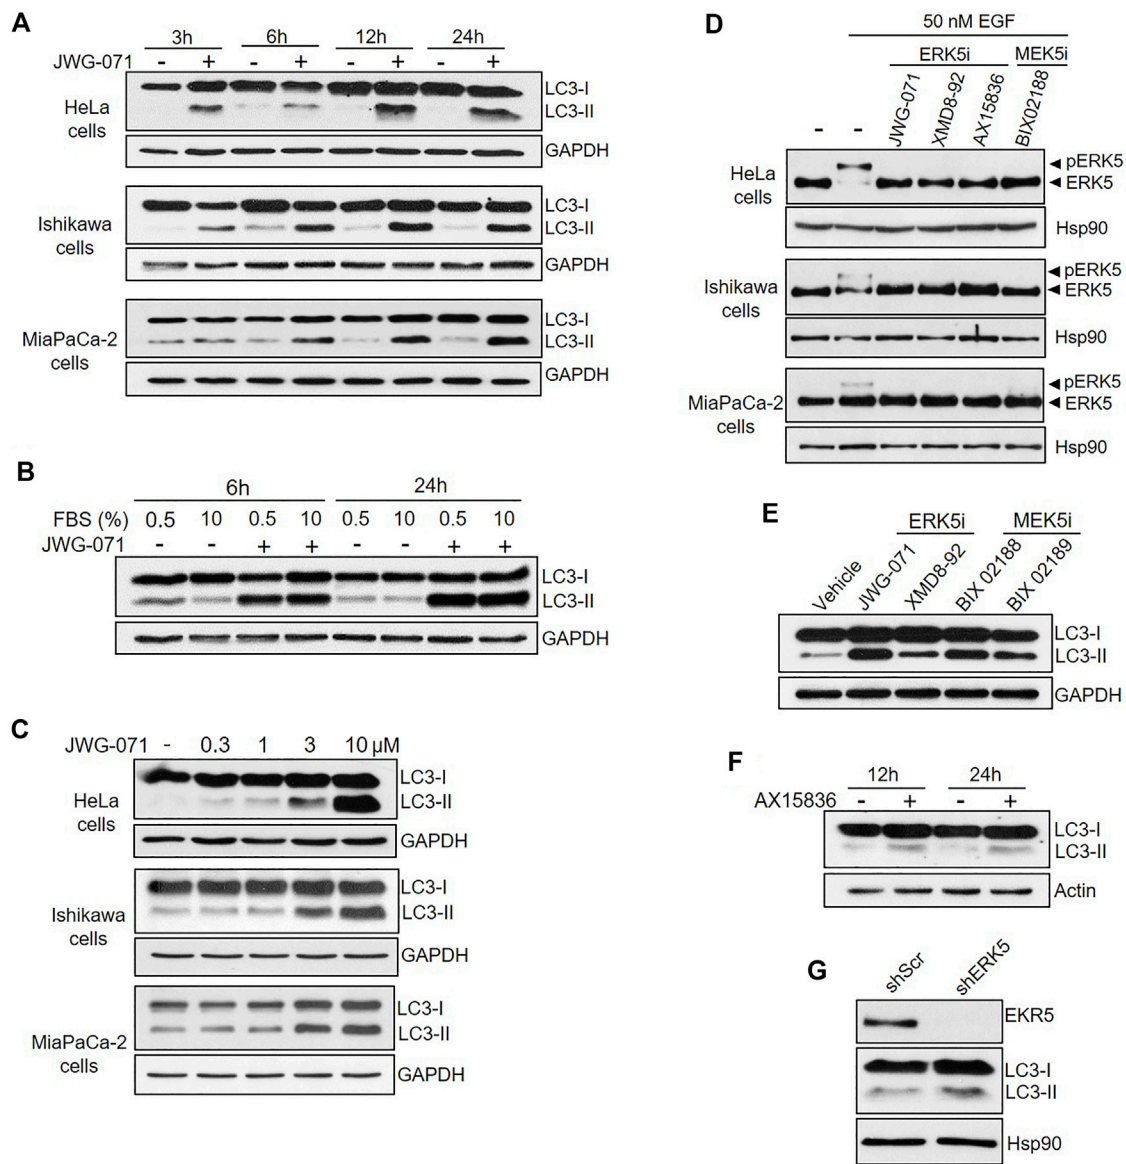 A
3h 6h 12h 24h
JWG-071 - + - + - + - +
HeLa cells
LC3-I
LC3-II
GAPDH
Ishikawa cells
LC3-I
LC3-II
GAPDH
MiaPaCa-2 cells
LC3-I
LC3-II
GAPDH
B
6h 24h
FBS (%) 0.5 10 0.5 10 0.5 10 0.5 10
JWG-071 - - + + - - + +
LC3-I
LC3-II
GAPDH
C
JWG-071 - 0.3 1 3 10 µM
HeLa cells
LC3-I
LC3-II
GAPDH
Ishikawa cells
LC3-I
LC3-II
GAPDH
MiaPaCa-2 cells
LC3-I
LC3-II
GAPDH
D
50 nM EGF
ERK5i MEK5i
- - JWG-071 XMD8-92 AX15836 BIX02188
HeLa cells
pERK5
ERK5
Hsp90
Ishikawa cells
pERK5
ERK5
Hsp90
MiaPaCa-2 cells
pERK5
ERK5
Hsp90
E
ERK5i MEK5i
Vehicle JWG-071 XMD8-92 BIX 02188 BIX 02189
LC3-I
LC3-II
GAPDH
F
12h 24h
AX15836 - + - +
LC3-I
LC3-II
Actin
G
shScr shERK5
EKR5
LC3-I
LC3-II
Hsp90